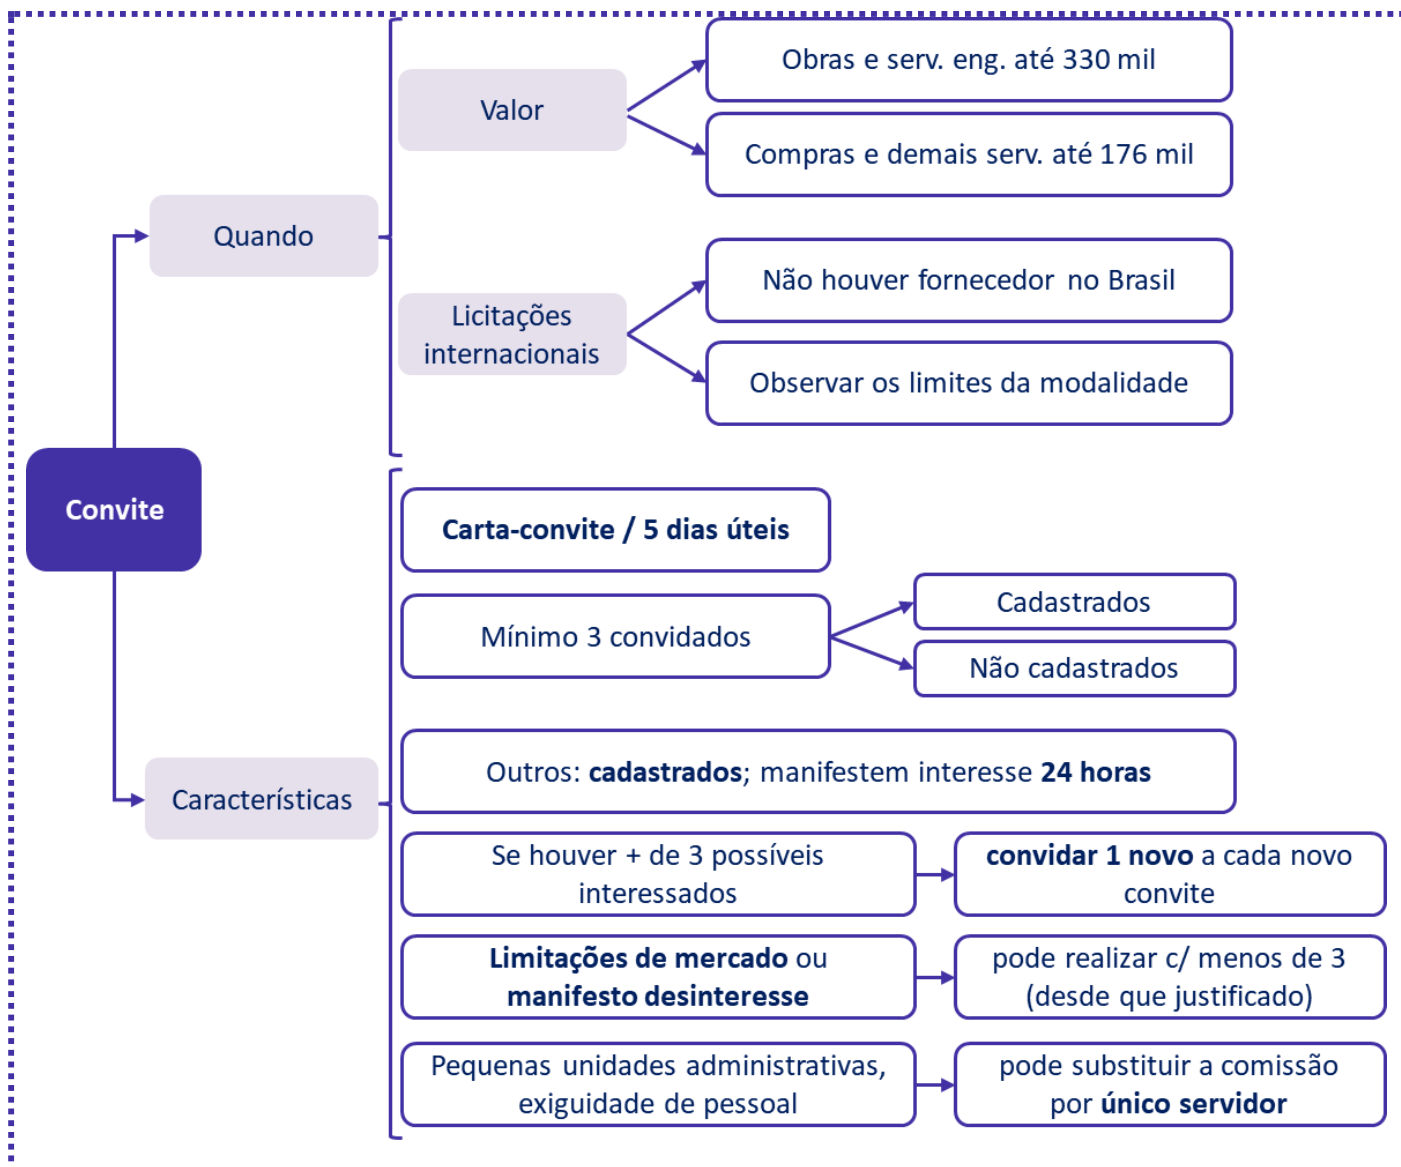 Convite
Quando
Valor
Obras e serv. eng. até 330 mil
Compras e demais serv. até 176 mil
Licitações
internacionais
Não houver fornecedor no Brasil
Observar os limites da modalidade
Características
Carta-convite / 5 dias úteis
Mínimo 3 convidados
Cadastrados
Não cadastrados
Outros: cadastrados; manifestem interesse 24 horas
Se houver + de 3 possíveis
interessados
convidar 1 novo a cada novo
convite
Limitações de mercado ou
manifesto desinteresse
pode realizar c/ menos de 3
(desde que justificado)
Pequenas unidades administrativas,
exiguidade de pessoal
pode substituir a comissão
por único servidor